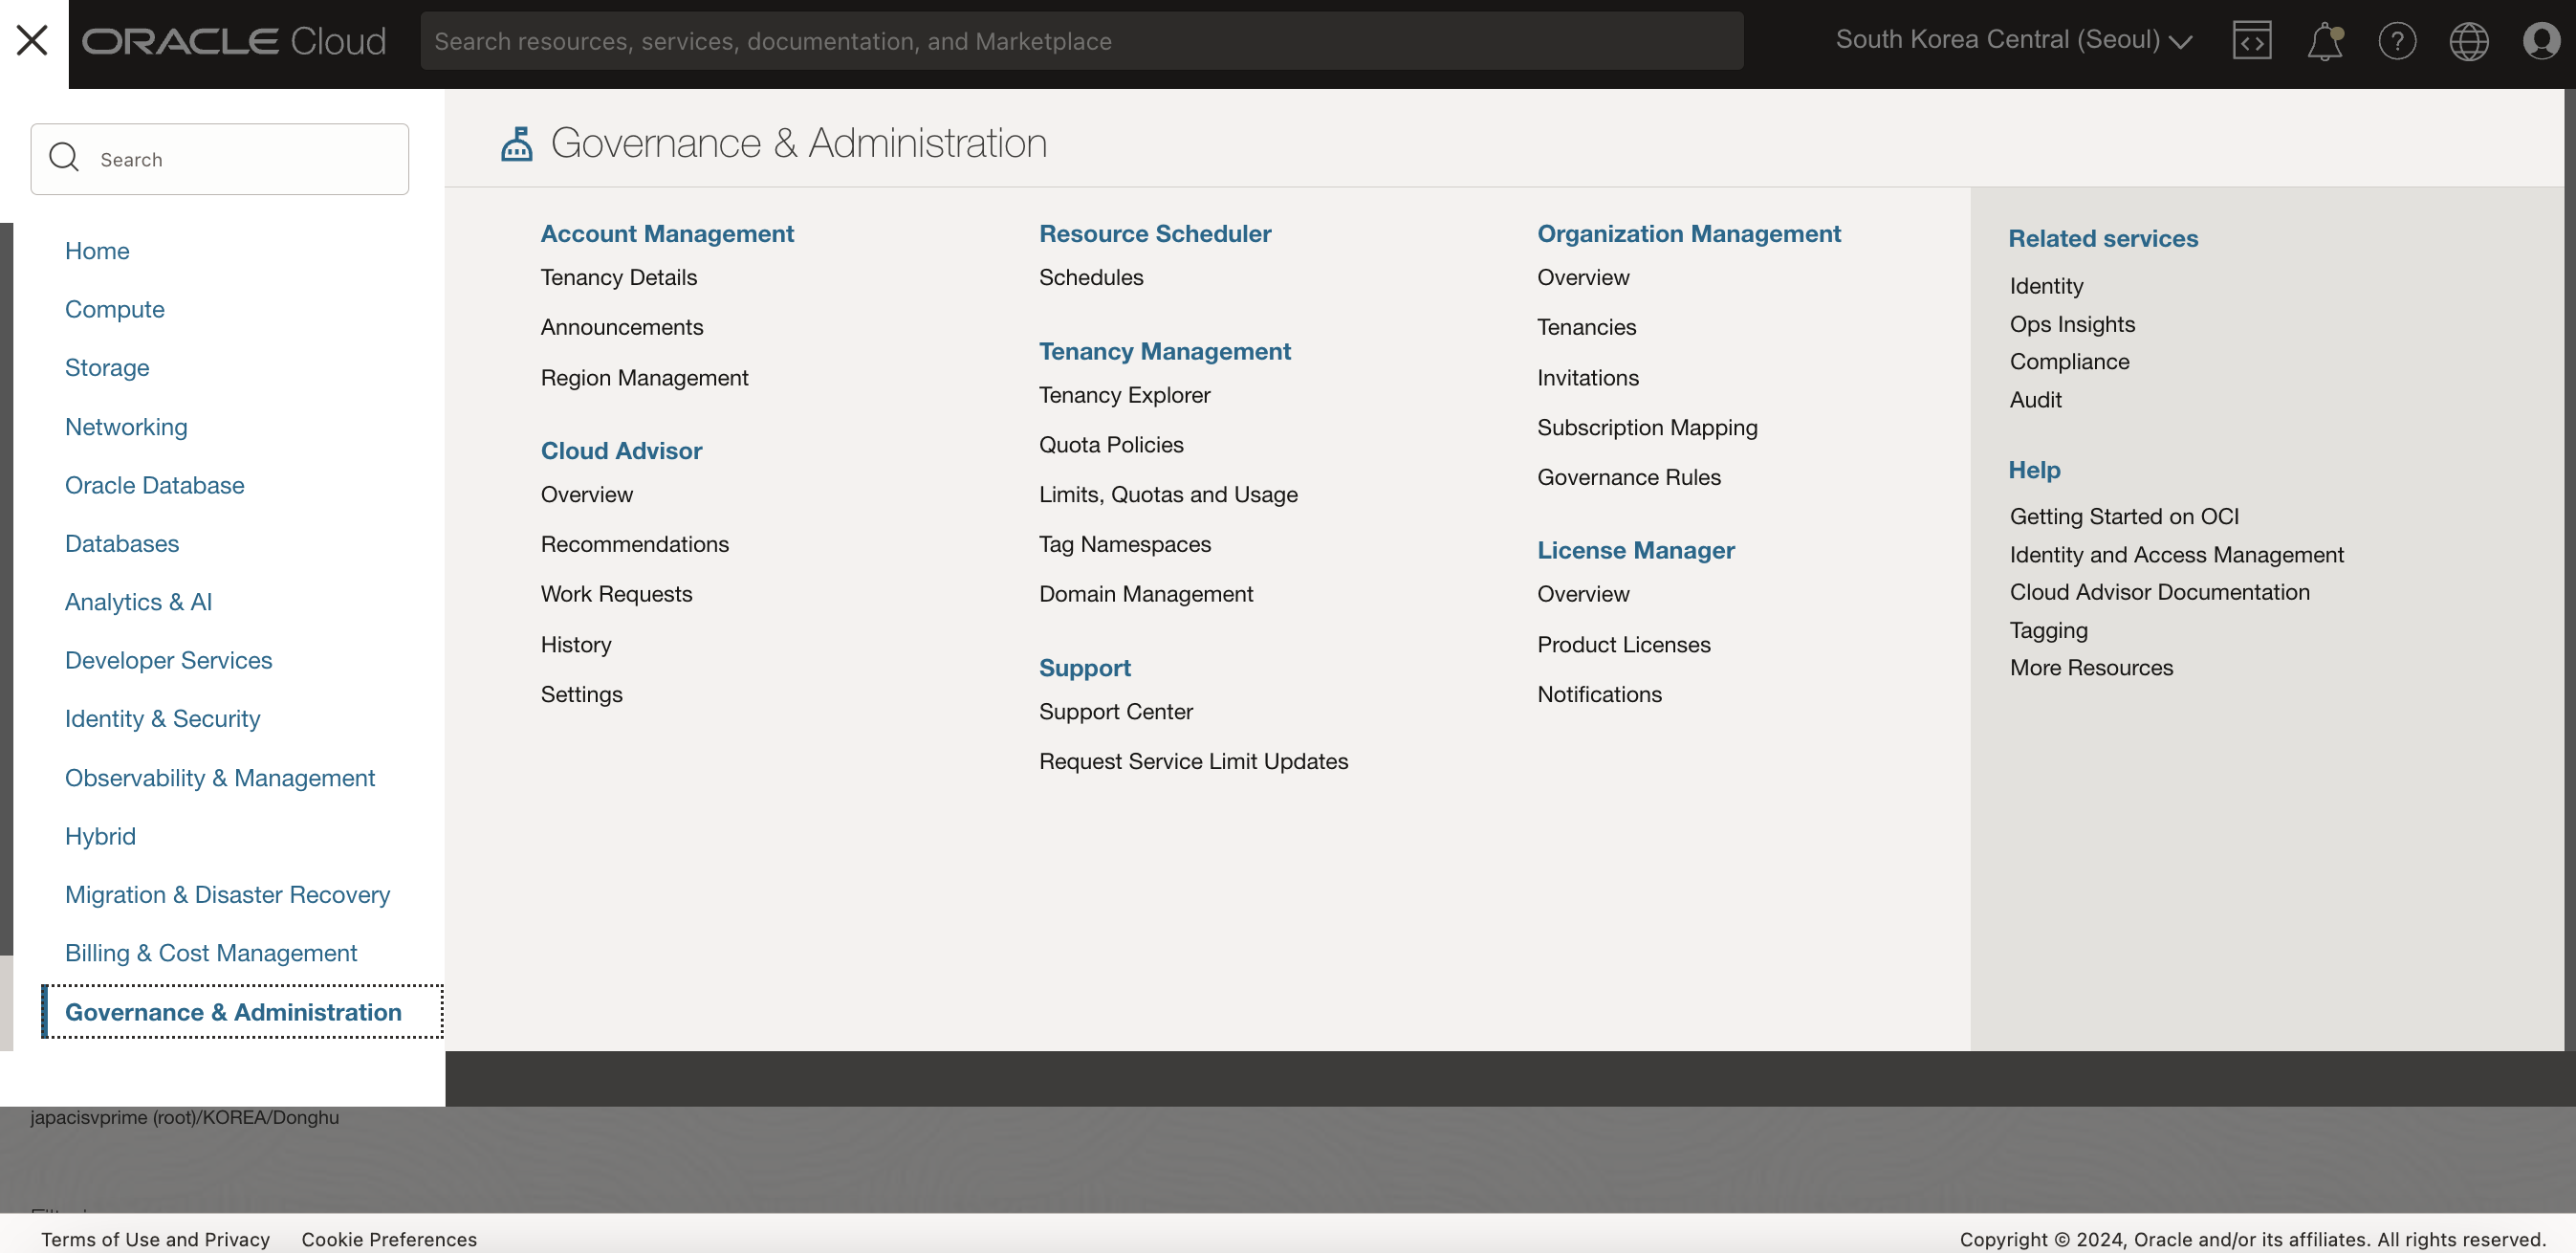 ORACLE Cloud
Search resources, services, documentation, and Marketplace
South Korea Central (Seoul)
Search
Home
Compute
Storage
Networking
Oracle Database
Databases
Analytics & AI
Developer Services
Identity & Security
Observability & Management
Hybrid
Migration & Disaster Recovery
Billing & Cost Management
Governance & Administration
Governance & Administration
Account Management
Tenancy Details
Announcements
Region Management
Cloud Advisor
Overview
Recommendations
Work Requests
History
Settings
Resource Scheduler
Schedules
Tenancy Management
Tenancy Explorer
Quota Policies
Limits, Quotas and Usage
Tag Namespaces
Domain Management
Support
Support Center
Request Service Limit Updates
Organization Management
Overview
Tenancies
Invitations
Subscription Mapping
Governance Rules
License Manager
Overview
Product Licenses
Notifications
Related services
Identity
Ops Insights
Compliance
Audit
Help
Getting Started on OCI
Identity and Access Management
Cloud Advisor Documentation
Tagging
More Resources
japacisvprime (root)/KOREA/Donghu
Terms of Use and Privacy Cookie Preferences
Copyright © 2024, Oracle and/or its affiliates. All rights reserved.